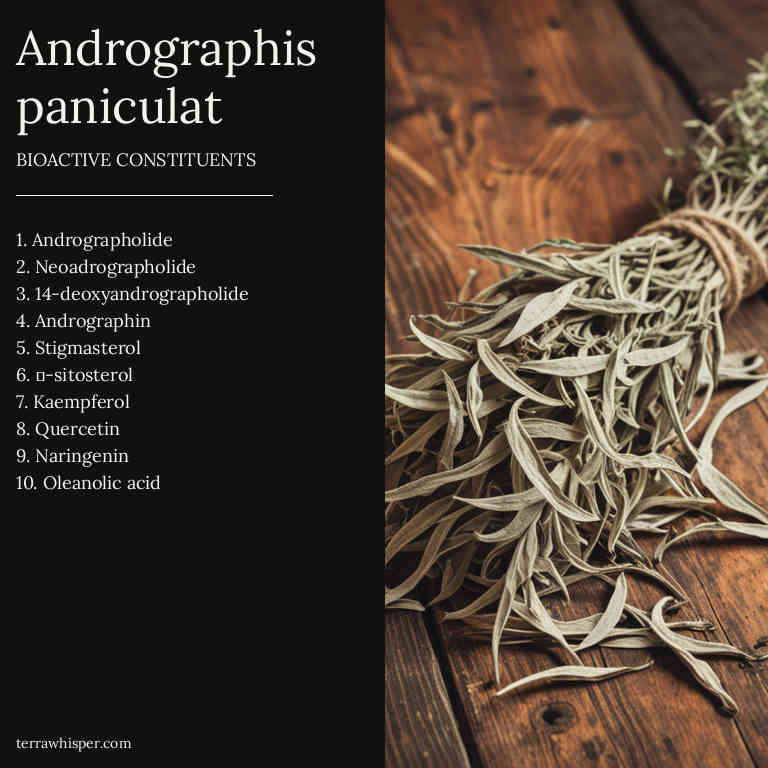 Andrographis
paniculat
BIOACTIVE CONSTITUENTS
1. Andrographolide
2. Neoadrographolide
3. 14-deoxyandrographolide
4. Andrographin
5. Stigmasterol
6. □-sitosterol
7. Kaempferol
8. Quercetin
9. Naringenin
10. Oleanolic acid
terrawhisper.com